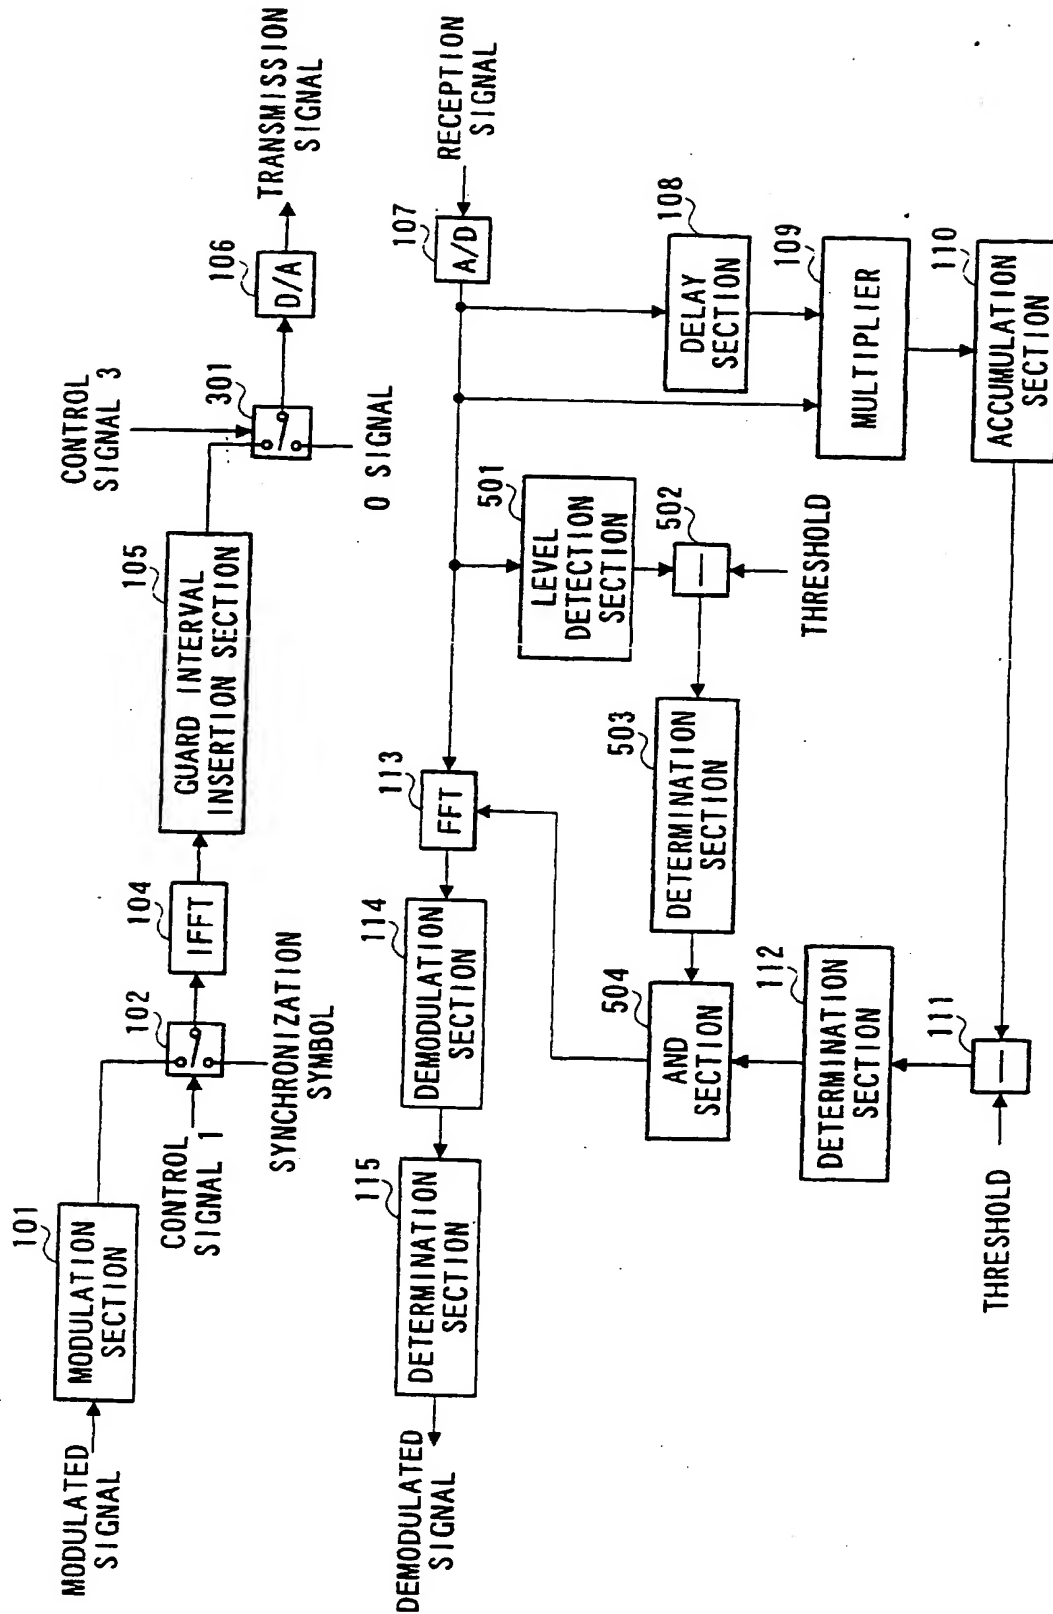 MODULATED
SIGNAL
101
MODULATION
SECTION
CONTROL
SIGNAL 1
102
SYNCHRONIZATION
SYMBOL
104
IFFT
105
GUARD INTERVAL
INSERTION SECTION
CONTROL
SIGNAL 3
301
0 SIGNAL
106
D/A
TRANSMISSION
SIGNAL
DEMODULATED
SIGNAL
115
DETERMINATION
SECTION
114
DEMODULATION
SECTION
113
FFT
107
A/D
RECEPTION
SIGNAL
501
LEVEL
DETECTION
SECTION
502
THRESHOLD
503
DETERMINATION
SECTION
504
AND
SECTION
108
DELAY
SECTION
109
MULTIPLIER
110
ACCUMULATION
SECTION
112
DETERMINATION
SECTION
111
THRESHOLD